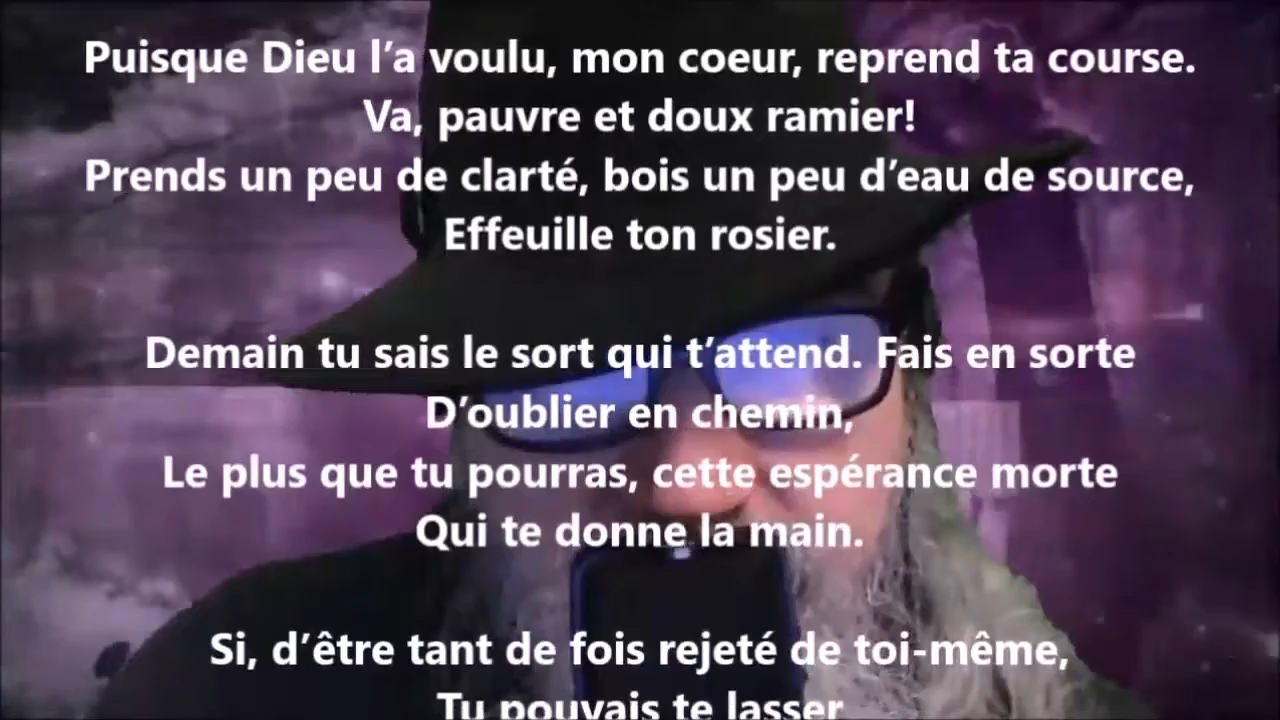 Puisque Dieu l’a voulu, mon coeur, reprend ta course.
Va, pauvre et doux ramier!
Prends un peu de clarté, bois un peu d’eau de source,
Effeuille ton rosier.
Demain tu sais le sort qui t’attend. Fais en sorte
D’oublier en chemin,
Le plus que tu pourras, cette espérance morte
Qui te donne la main.
Si, d’être tant de fois rejeté de toi-même,
Tu pouvais te lasser